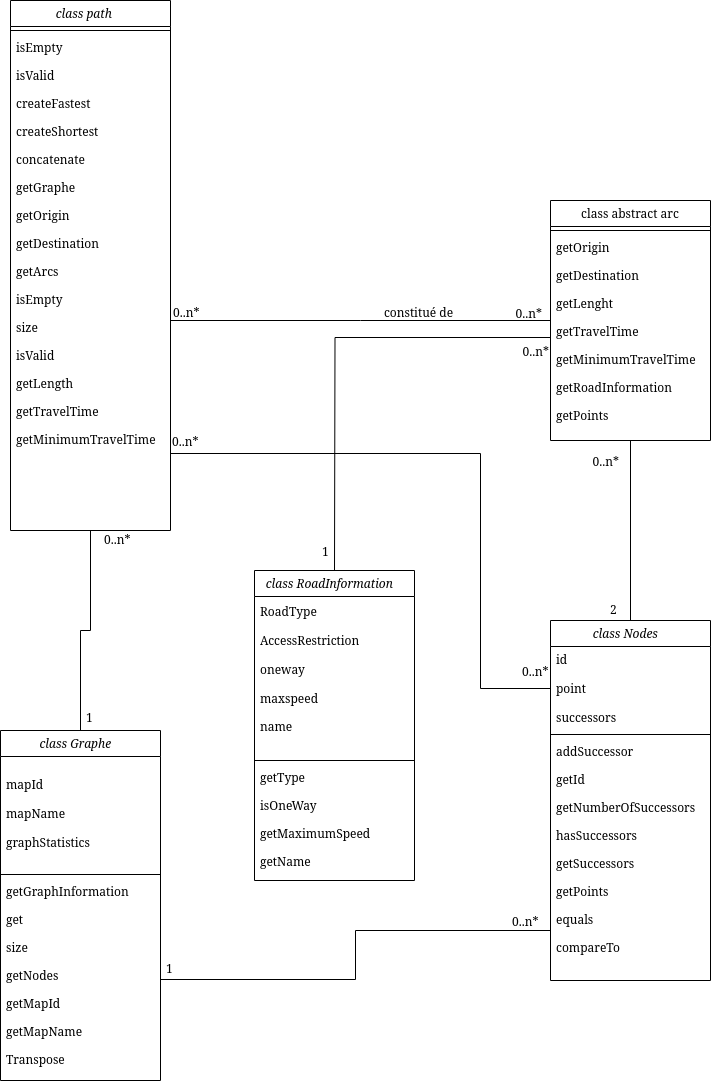 class path
isEmpty
isValid
createFastest
createShortest
concatenate
getGraphe
getOrigin
getDestination
getArcs
isEmpty
size
isValid
getLength
getTravelTime
getMinimumTravelTime
class abstract arc
getOrigin
getDestination
getLenght
getTravelTime
getMinimumTravelTime
getRoadInformation
getPoints
0..n*
constitué de
0..n*
0..n*
0..n*
0..n*
0..n*
1
2
class RoadInformation
RoadType
AccessRestriction
oneway
maxspeed
name
getType
isOneWay
getMaximumSpeed
getName
class Nodes
id
point
successors
addSuccessor
getId
getNumberOfSuccessors
hasSuccessors
getSuccessors
getPoints
equals
compareTo
0..n*
1
class Graphe
mapId
mapName
graphStatistics
getGraphInformation
get
size
getNodes
getMapId
getMapName
Transpose
1
0..n*